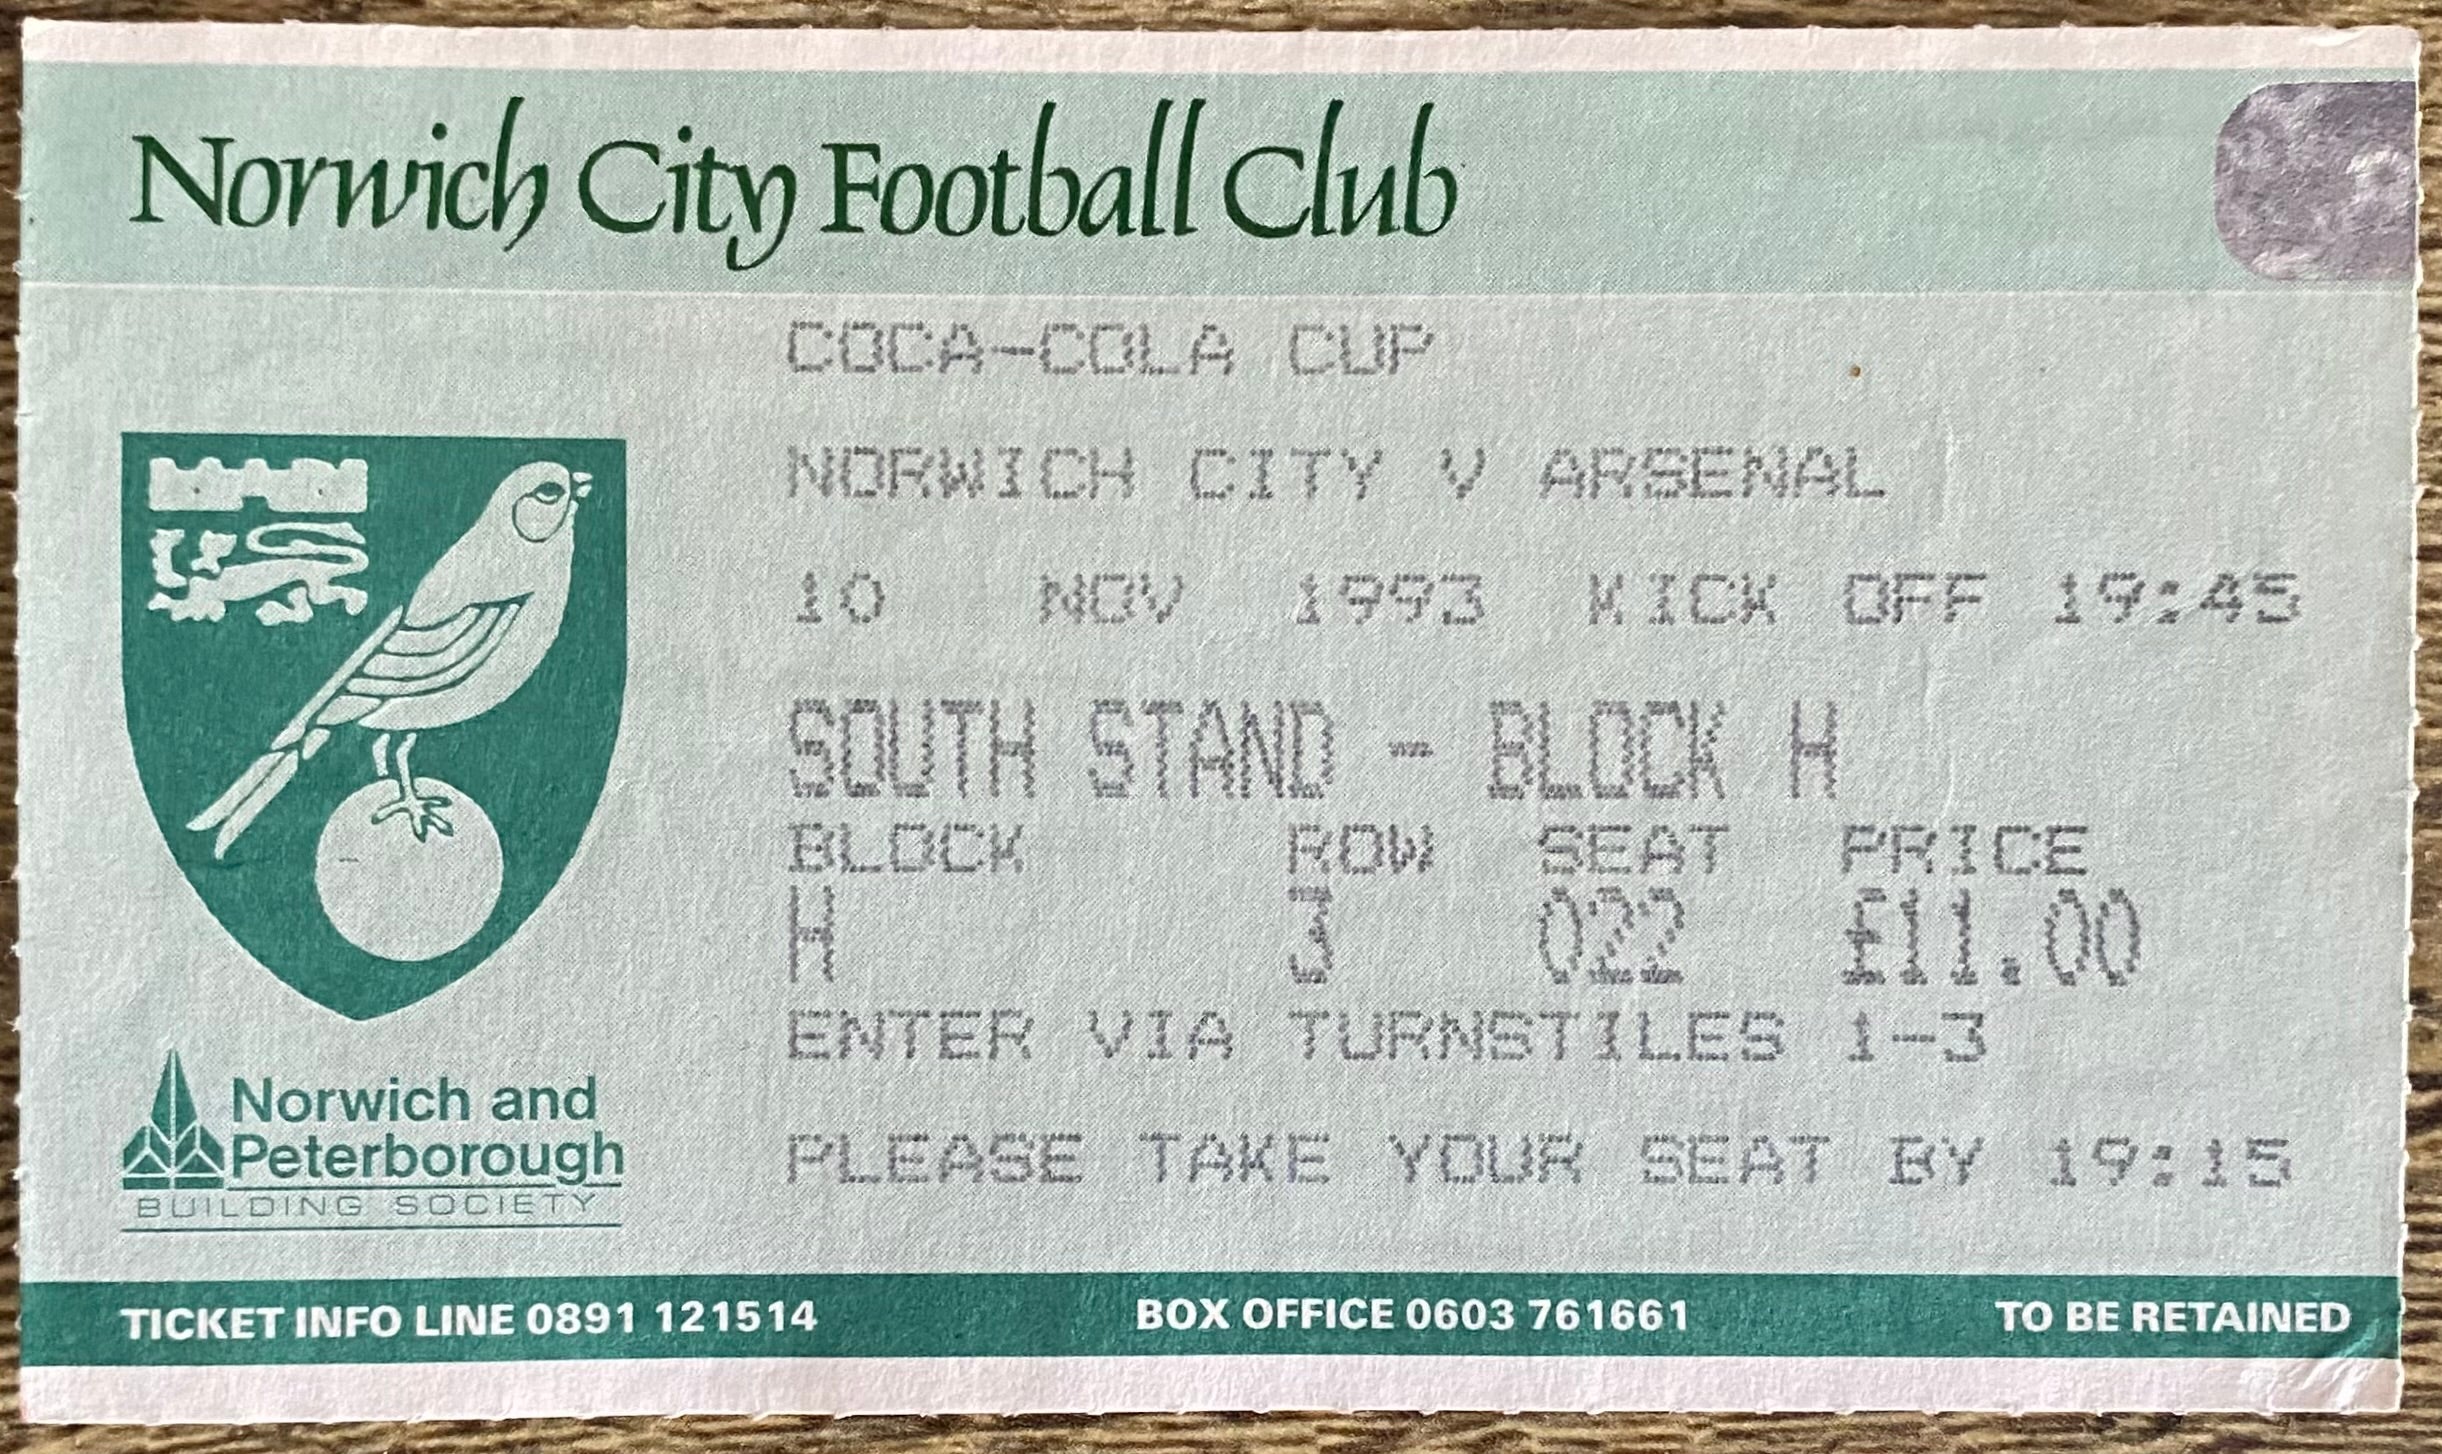 Norwich City Football Club
COCA-COLA CUP
NORWICH CITY V ARSENAL
10 NOV 1993 KICK OFF 19:45
SOUTH STAND - BLOCK H
BLOCK ROW SEAT PRICE
H 3 022 £11.00
ENTER VIA TURNSTILES 1-3
PLEASE TAKE YOUR SEAT BY 19:15
Norwich and
Peterborough
BUILDING SOCIETY
TICKET INFO LINE 0891 121514 BOX OFFICE 0603 761661 TO BE RETAINED